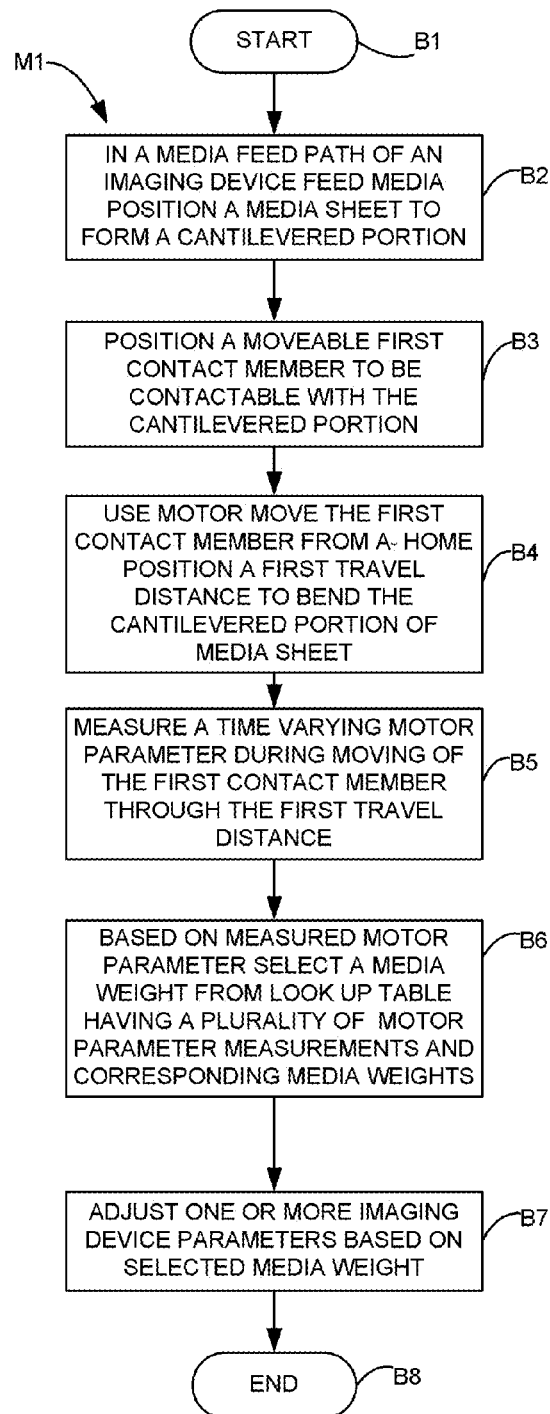 START
B1
M1
IN A MEDIA FEED PATH OF AN
IMAGING DEVICE FEED MEDIA
POSITION A MEDIA SHEET TO
FORM A CANTILEVERED PORTION
B2
POSITION A MOVEABLE FIRST
CONTACT MEMBER TO BE
CONTACTABLE WITH THE
CANTILEVERED PORTION
B3
USE MOTOR MOVE THE FIRST
CONTACT MEMBER FROM A- HOME
POSITION A FIRST TRAVEL
DISTANCE TO BEND THE
CANTILEVERED PORTION OF
MEDIA SHEET
B4
MEASURE A TIME VARYING MOTOR
PARAMETER DURING MOVING OF
THE FIRST CONTACT MEMBER
THROUGH THE FIRST TRAVEL
DISTANCE
B5
BASED ON MEASURED MOTOR
PARAMETER SELECT A MEDIA
WEIGHT FROM LOOK UP TABLE
HAVING A PLURALITY OF MOTOR
PARAMETER MEASUREMENTS AND
CORRESPONDING MEDIA WEIGHTS
B6
ADJUST ONE OR MORE IMAGING
DEVICE PARAMETERS BASED ON
SELECTED MEDIA WEIGHT
B7
END
B8